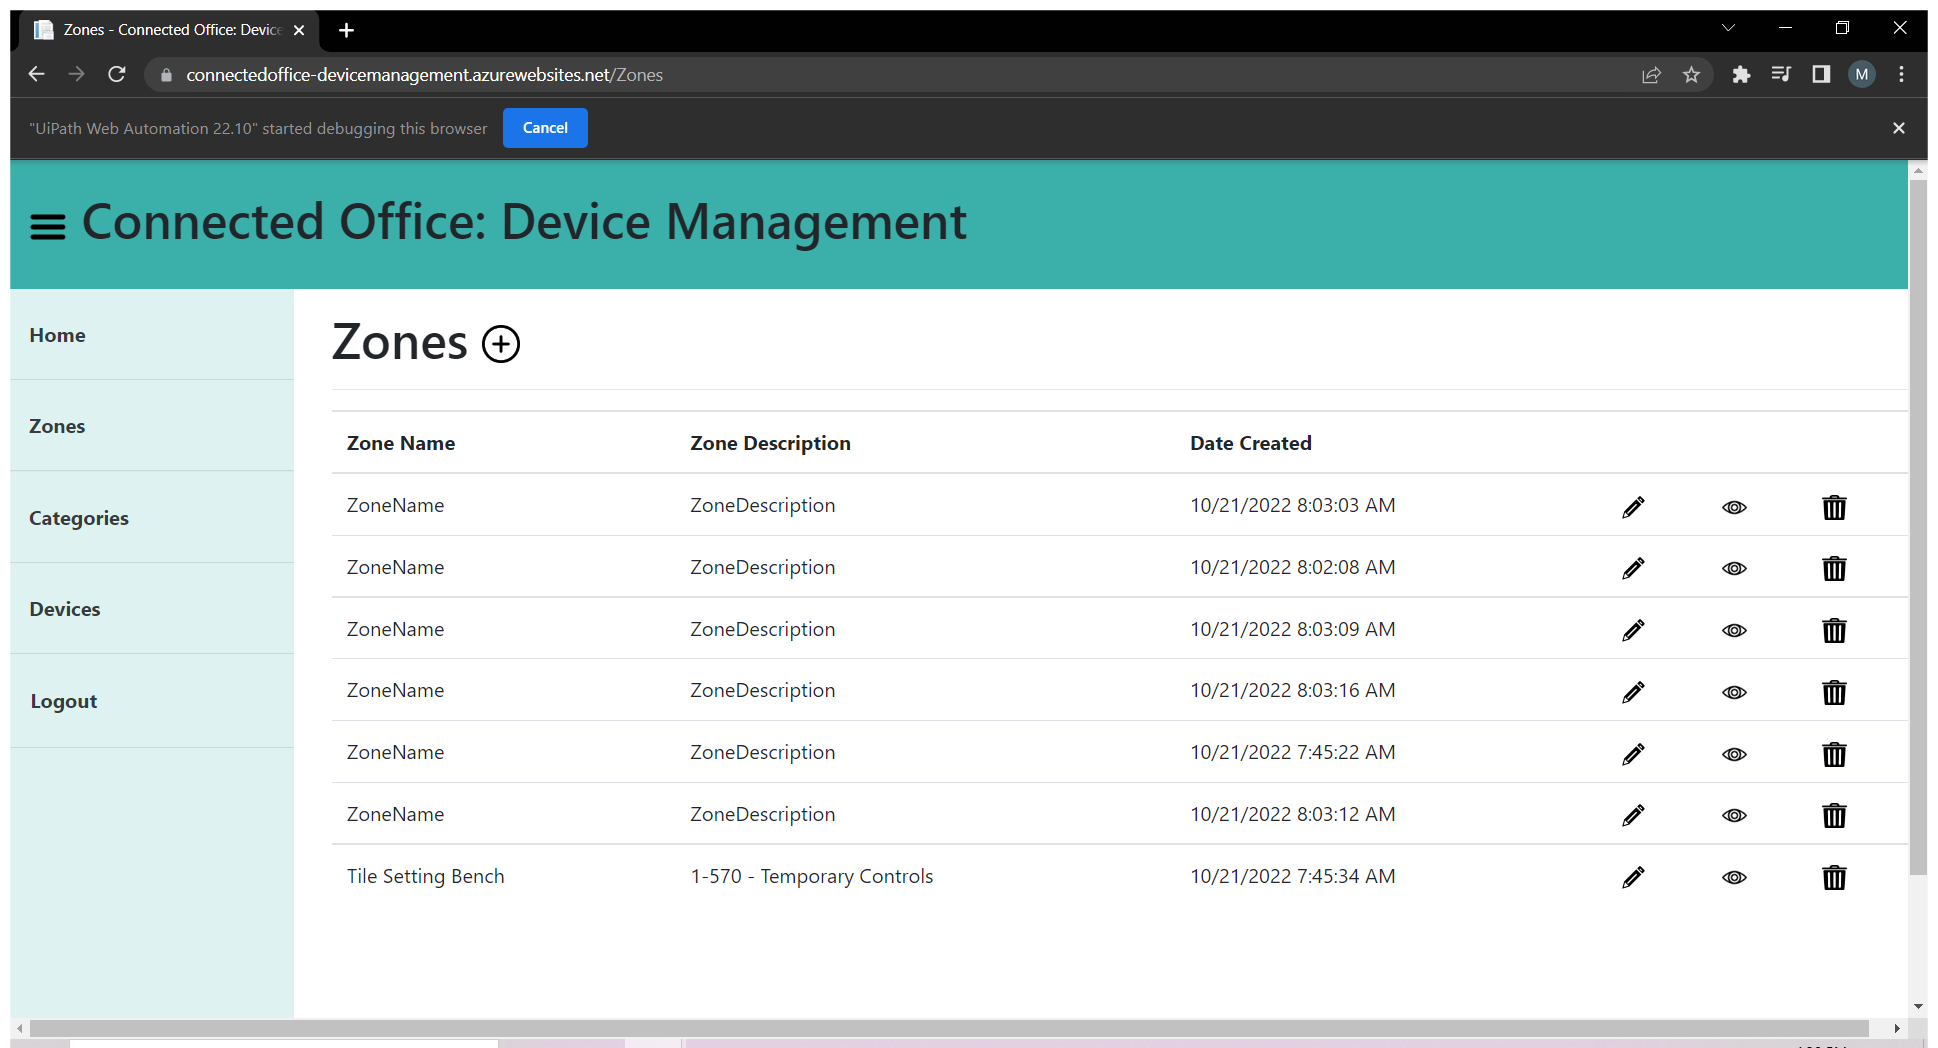 Zones - Connected Office: Device
connectedoffice-devicemanagement.azurewebsites.net/Zones
M
"UiPath Web Automation 22.10" started debugging this browser
Cancel
Connected Office: Device Management
Home
Zones
Categories
Devices
Logout
Zones
Zone Name Zone Description Date Created
ZoneName ZoneDescription 10/21/2022 8:03:03 AM
ZoneName ZoneDescription 10/21/2022 8:02:08 AM
ZoneName ZoneDescription 10/21/2022 8:03:09 AM
ZoneName ZoneDescription 10/21/2022 8:03:16 AM
ZoneName ZoneDescription 10/21/2022 7:45:22 AM
ZoneName ZoneDescription 10/21/2022 8:03:12 AM
Tile Setting Bench 1-570 - Temporary Controls 10/21/2022 7:45:34 AM